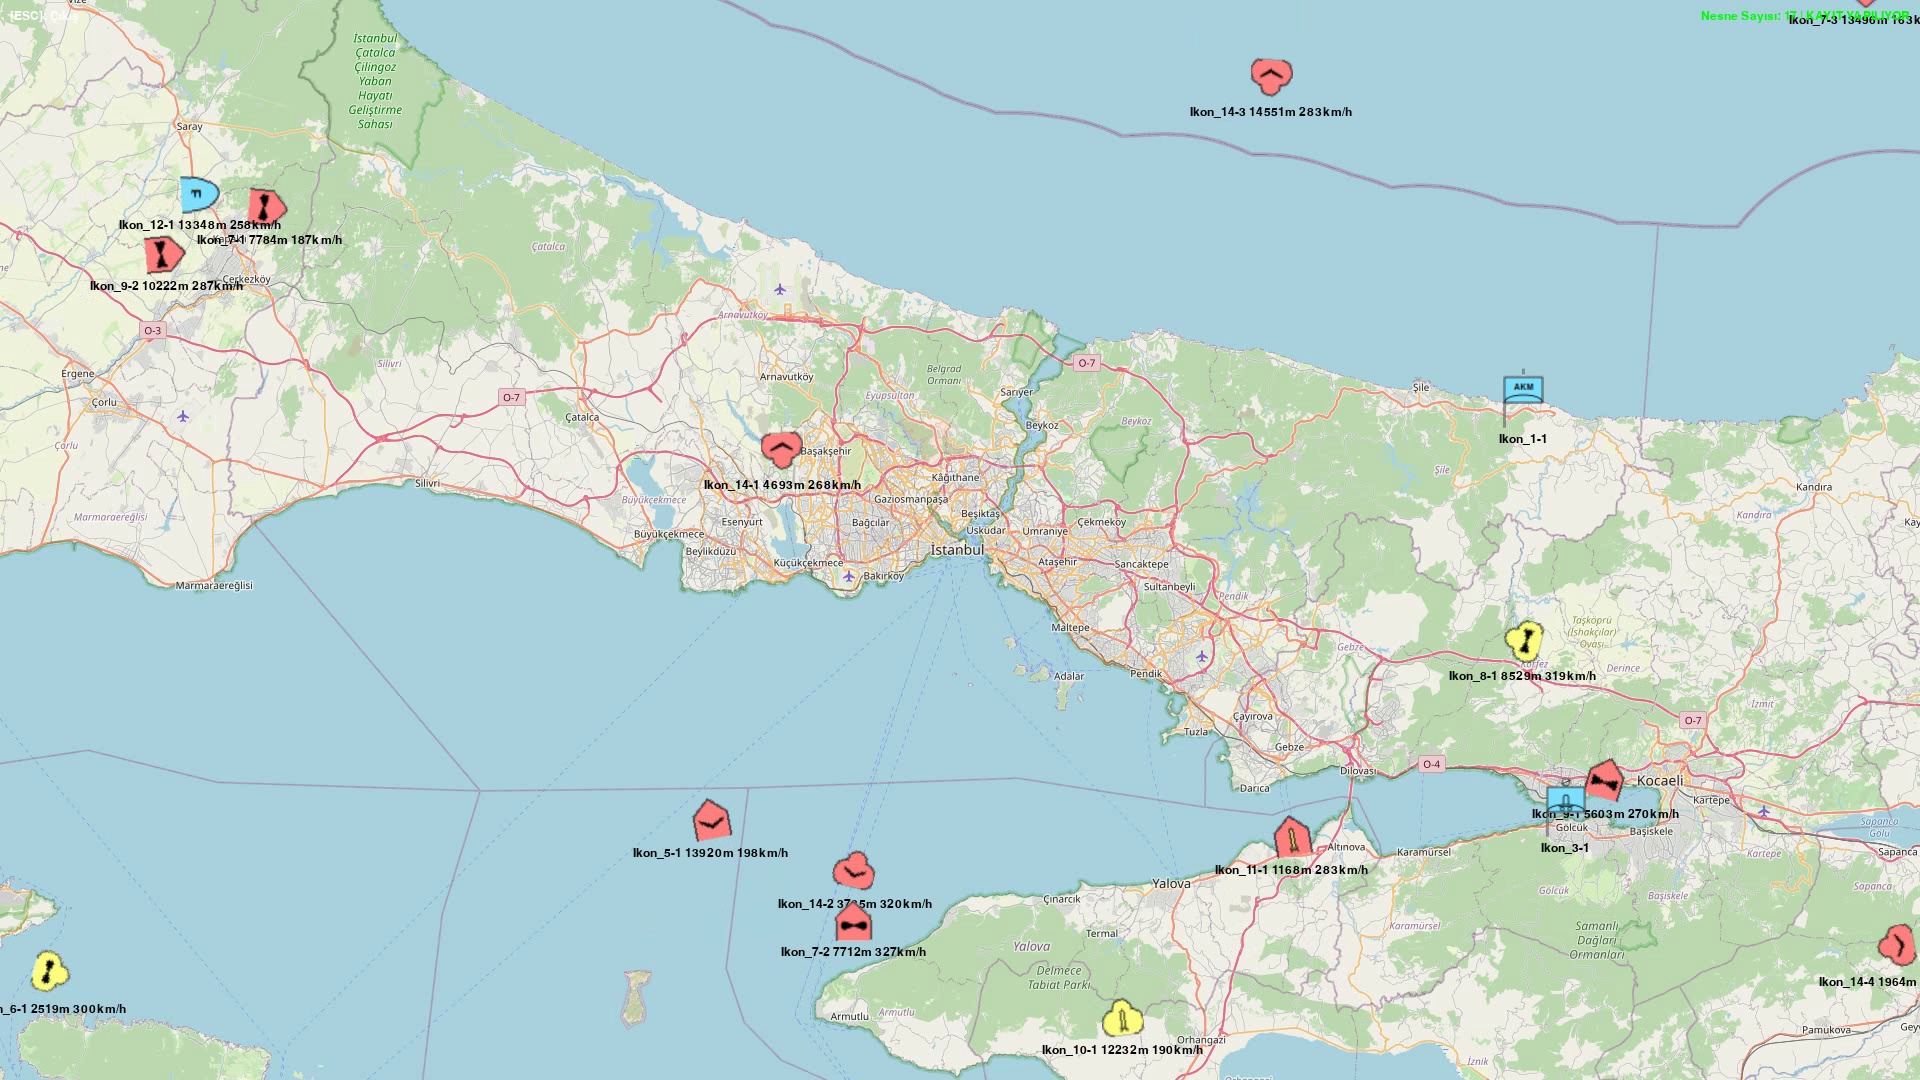 [ESC]: Çıkış
Nesne Sayısı: 17 | KAYIT YAPILIYOR
Vize
İstanbul
Çatalca
Çilingoz
Yaban
Hayatı
Geliştirme
Sahası
Ikon_14-3 14551m 283km/h
Saray
Ikon_12-1 13348m 258km/h
Ikon_7-1 7784m 187km/h
Çatalca
Ikon_9-2 10222m 287km/h
Çerkezköy
Arnavutköy
O-3
Silivri
O-7
Ergene
Çorlu
O-7
Arnavutköy
Belgrad
Ormanı
Sarıyer
Eyüpsultan
Şile
AKM
Çatalca
Beykoz
Beykoz
Ikon_1-1
Çorlu
Başakşehir
Şile
Silivri
Ikon_14-1 4693m 268km/h
Kâğıthane
Kandıra
Büyükçekmece
Gaziosmanpaşa
Marmaraereğlisi
Beşiktaş
Kandıra
Esenyurt
Bağcılar
Üsküdar
Ümraniye
Çekmeköy
Büyükçekmece
Beylikdüzü
İstanbul
Küçükçekmece
Ataşehir
Sancaktepe
Bakırköy
Marmaraereğlisi
Sultanbeyli
Pendik
Maltepe
Taşköprü
(İshakçılar)
Ovası
Gebze
Körfez
Derince
Pendik
Adalar
Ikon_8-1 8529m 319km/h
İzmit
Çayırova
O-7
Tuzla
Gebze
O-4
Dilovası
Kocaeli
Darıca
Kartepe
Ikon_9-1 5603m 270km/h
Gölcük
Başiskele
Sapanca
Gölü
Ikon_3-1
Altınova
Karamürsel
Ikon_5-1 13920m 198km/h
Sapanca
Kartepe
Ikon_11-1 1168m 283km/h
Yalova
Gölcük
Sapanca
Başiskele
Çınarcık
Ikon_14-2 320km/h
Karamürsel
Samanlı
Dağları
Ormanları
Termal
Yalova
Ikon_7-2 7712m 327km/h
Delmece
Tabiat Parkı
Ikon_14-4 1964m
6-1 2519m 300km/h
Armutlu
Armutlu
Pamukova
Orhangazi
Ikon_10-1 12232m 190km/h
İznik